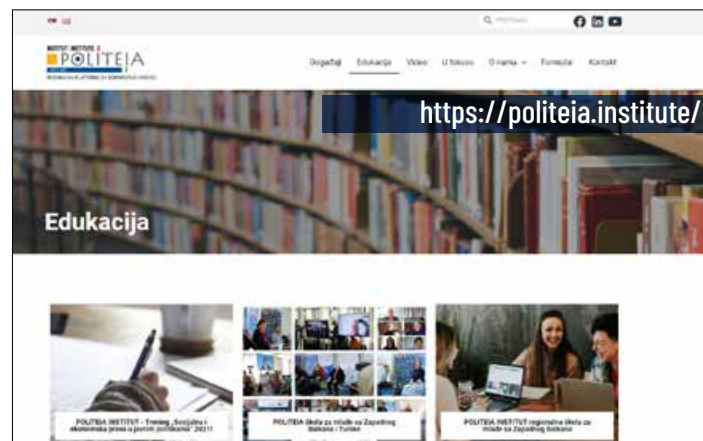 POLITEIA
Događaji Edukacija Video U fokusu O nama Formular Kontakt
https://politeia.institute/
Edukacija
POLITEIA INSTITUT - Trening „Socijalna i
ekonomska prava u javnim politikama” 2021!
POLITEIA škola za mlade sa Zapadnog
Balkana i Turske
POLITEIA INSTITUT regionalna škola za
mlade sa Zapadnog Balkana